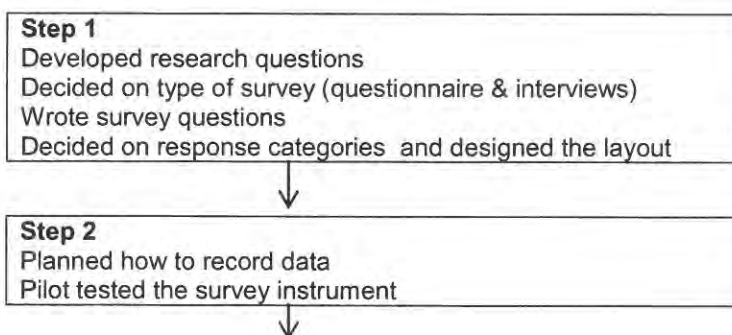 Step 1
Developed research questions
Decided on type of survey (questionnaire & interviews)
Wrote survey questions
Decided on response categories and designed the layout
Step 2
Planned how to record data
Pilot tested the survey instrument